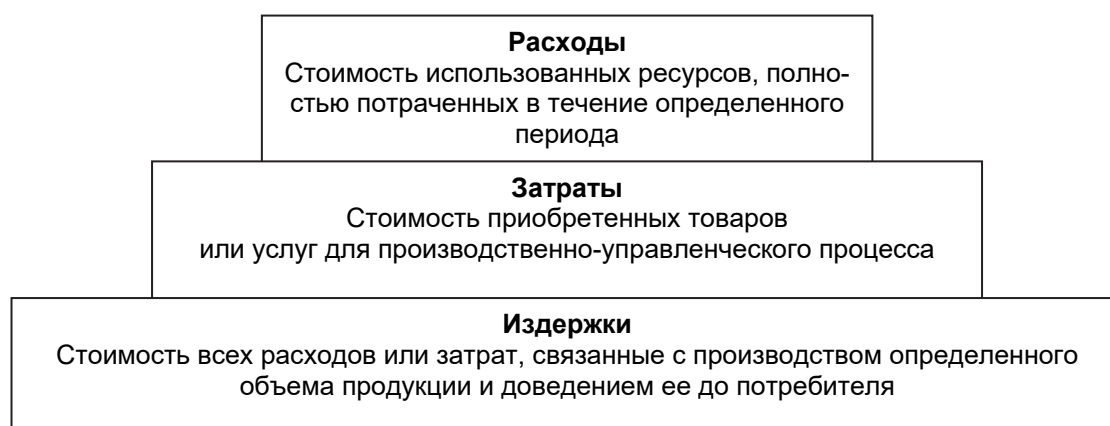 Расходы
Стоимость использованных ресурсов, полно-
стью потраченных в течение определенного
периода
Затраты
Стоимость приобретенных товаров
или услуг для производственно-управленческого процесса
Издержки
Стоимость всех расходов или затрат, связанные с производством определенного
объема продукции и доведением ее до потребителя